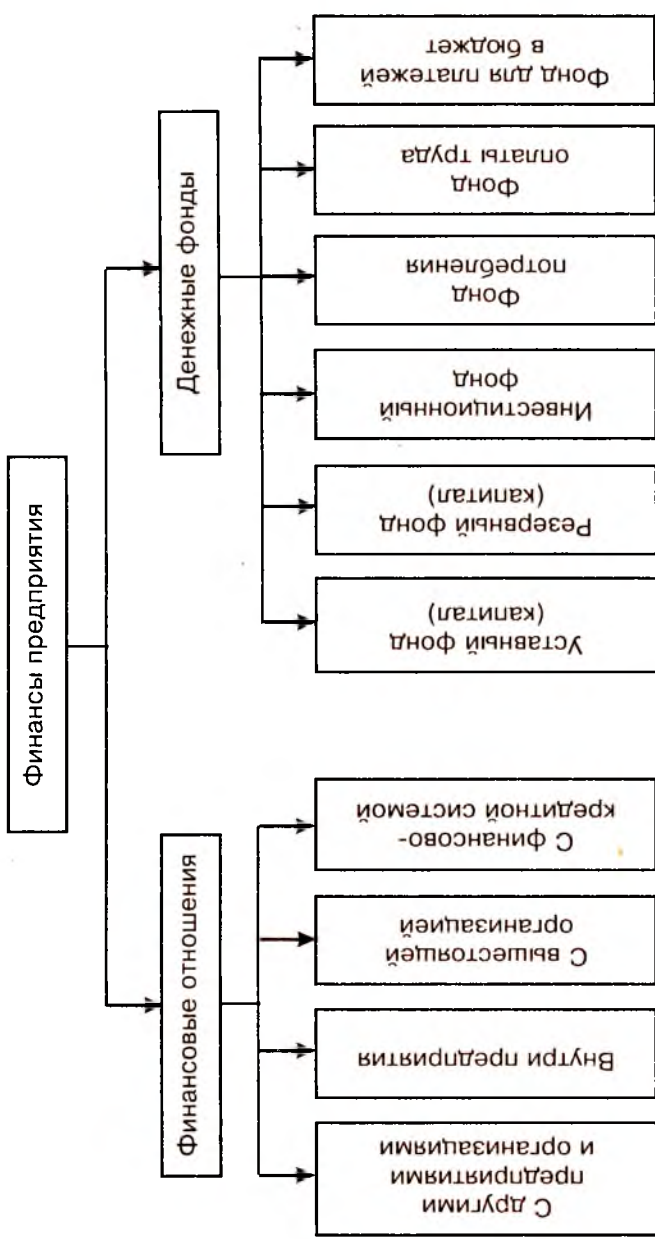 Финансы предприятия
Финансовые отношения
Денежные фонды
С другими
предприятиями
и организациями
Внутри предприятия
С вышестоящей
организацией
С финансово-
кредитной системой
Уставный фонд
(капитал)
Резервный фонд
(капитал)
Инвестиционный
фонд
Фонд
потребления
Фонд
оплаты труда
Фонд для платежей
в бюджет